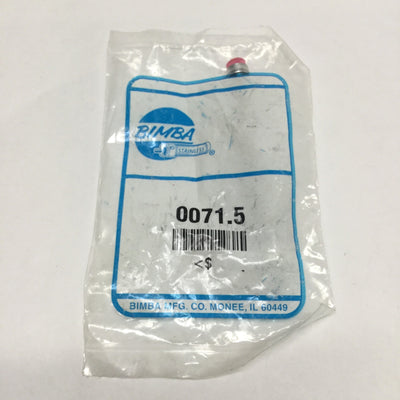 BIMBA
STAINLESS
®
0071.5
<$
BIMBA MFG. CO. MONEE, IL 60449